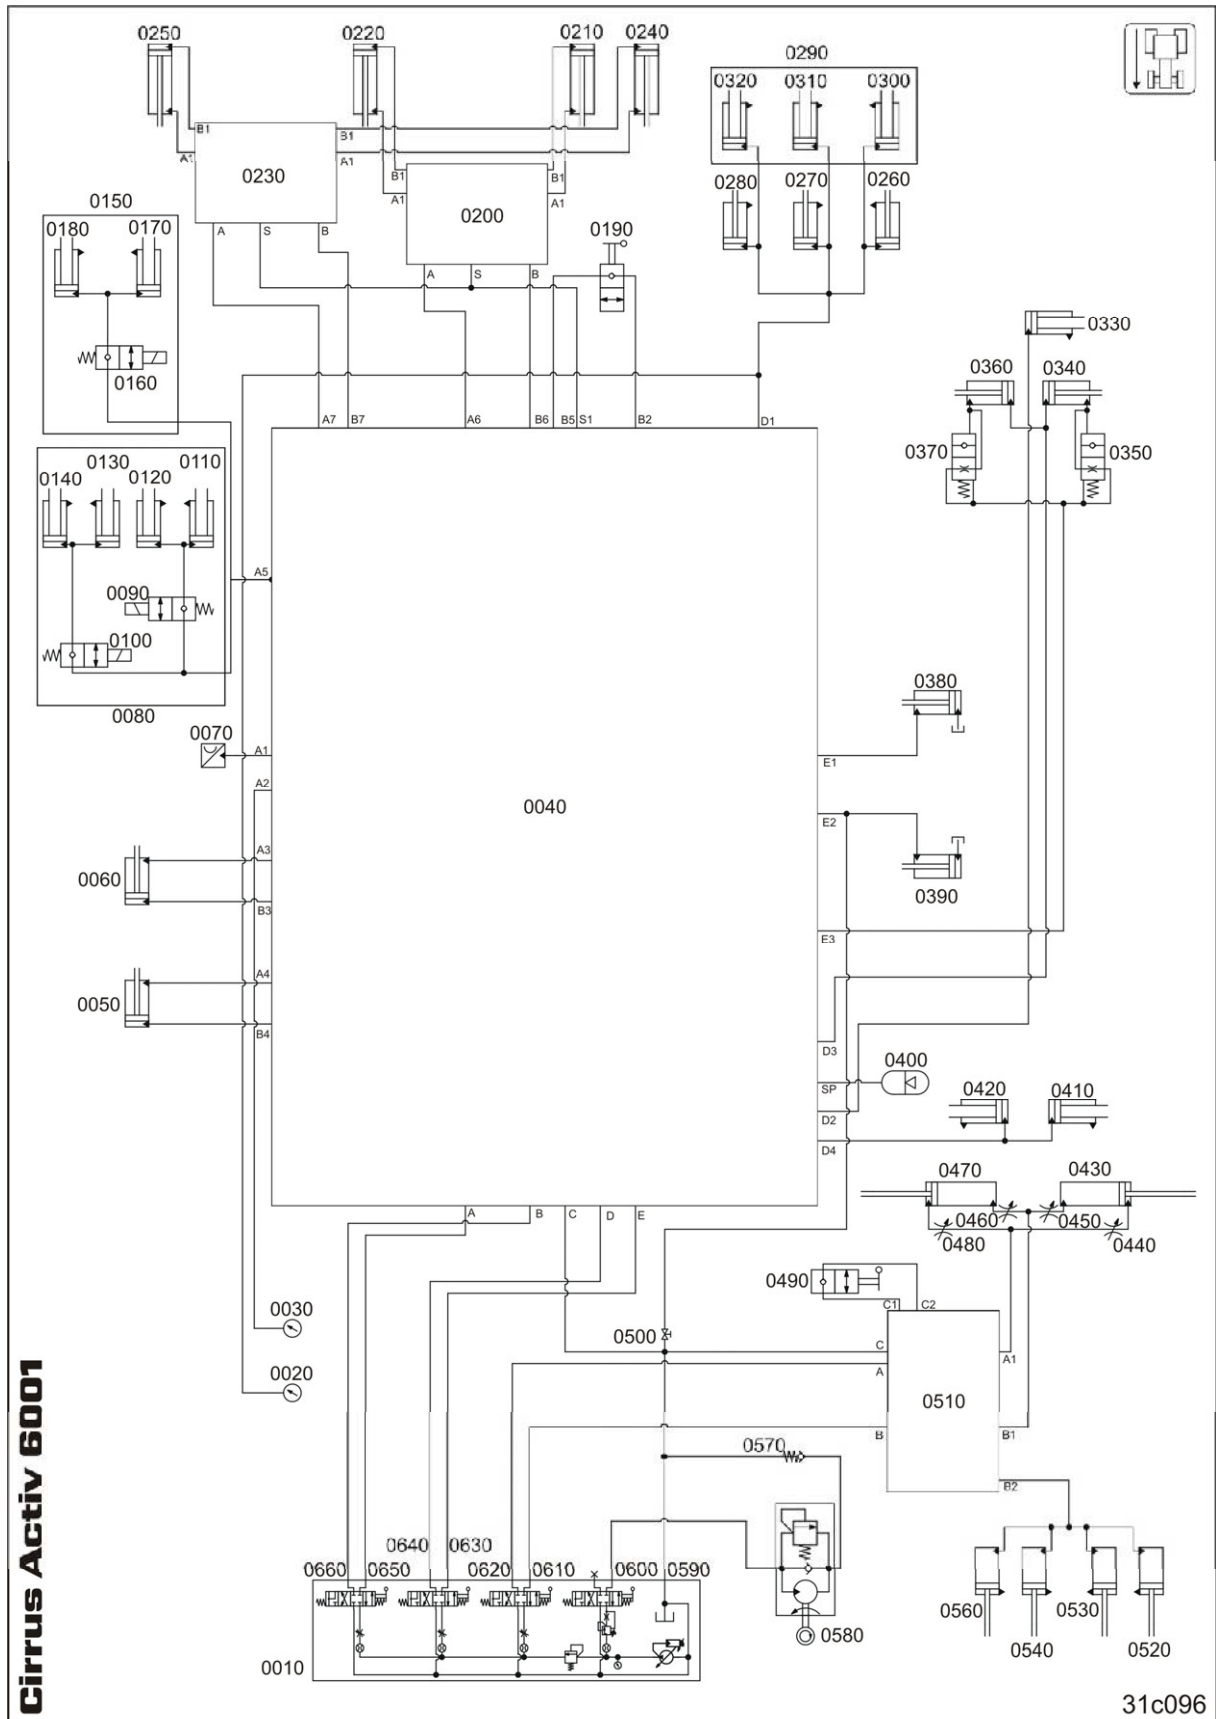 0250
0220
0210
0240
0290
0320
0310
0300
B1
B1
A1
A1
0230
B1
B1
A1
A1
0200
0280
0270
0260
0150
0180
0170
A
S
B
0190
A
S
B
0160
0330
0360
0340
A7
B7
A6
B6
B5
S1
B2
D1
0370
0350
0130
0110
0140
0120
A5
0090
0100
0080
0380
0070
A1
E1
A2
0040
E2
A3
0060
B3
0390
E3
A4
0050
B4
D3
0400
SP
0420
0410
D2
D4
0470
0430
A
B
C
D
E
0460
0450
0480
0440
0490
C1
C2
0030
0500
C
A1
A
0020
0510
B
B1
0570
B2
0640
0630
0660
0650
0620
0610
0600
0590
0580
0560
0530
0540
0520
0010
Cirrus Activ 6001
31c096